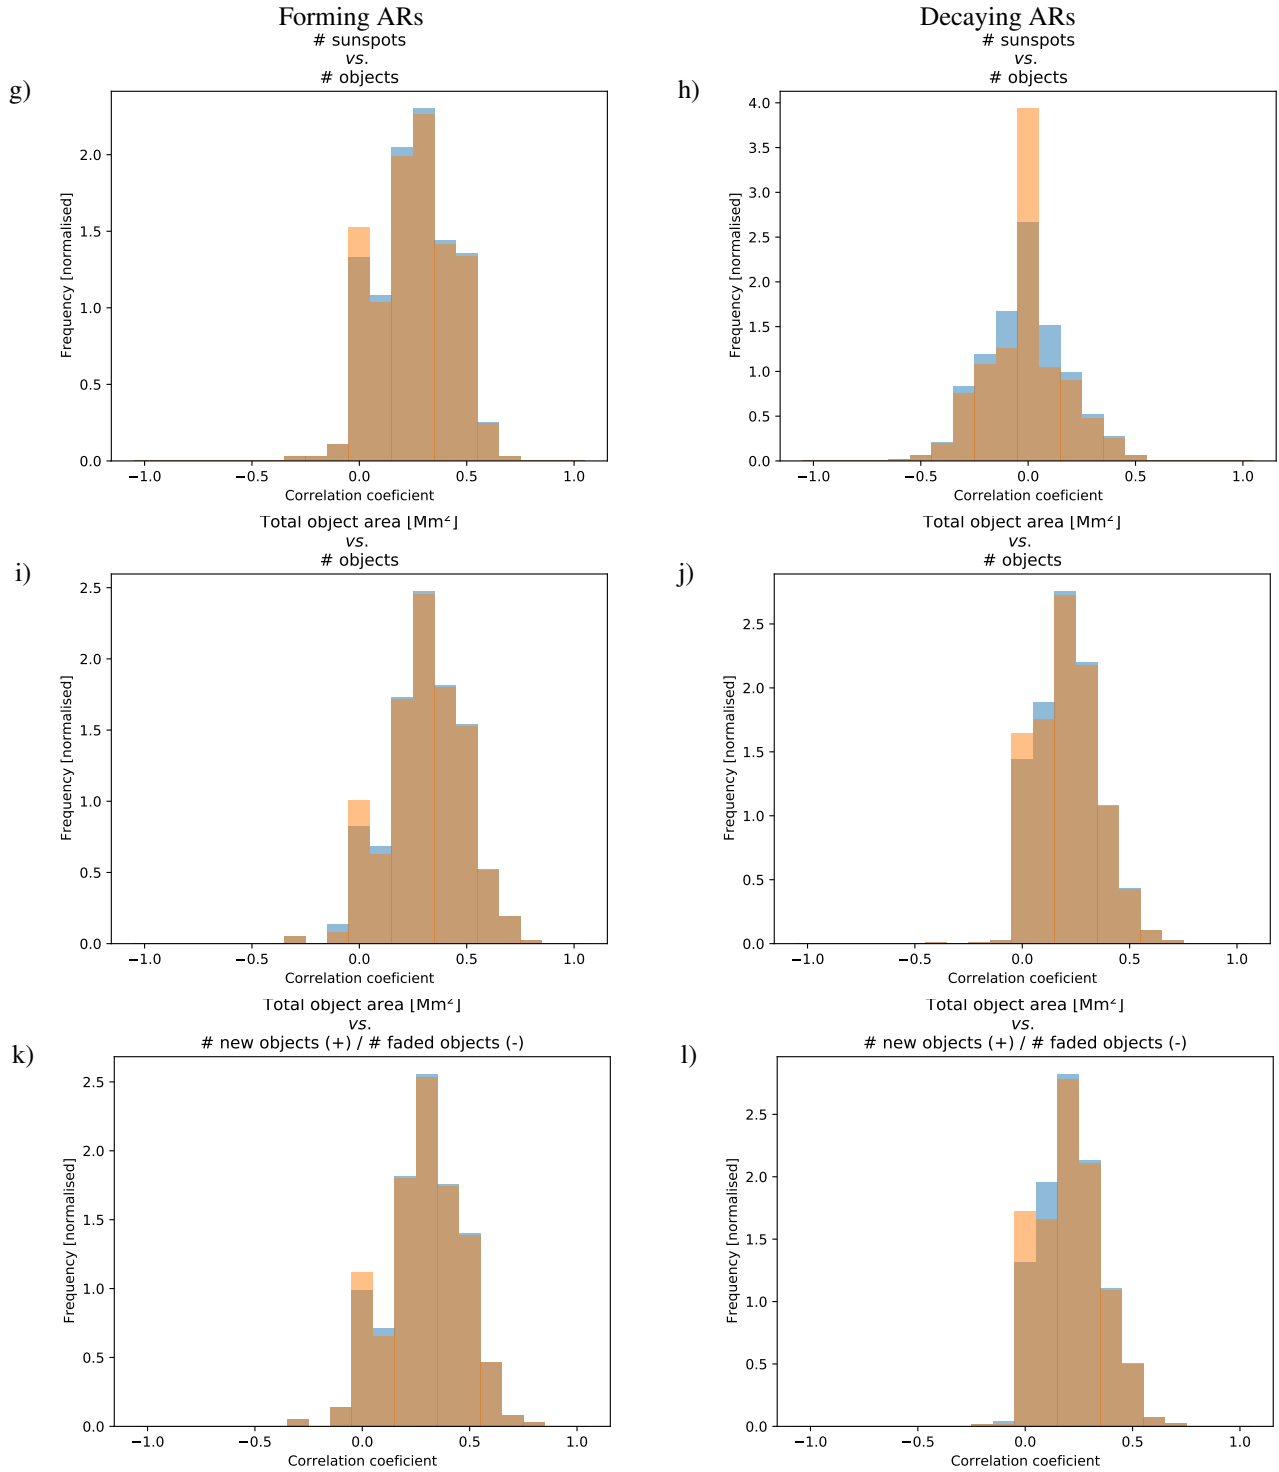 Forming ARs
Decaying ARs
g)
# sunspots
vs.
# objects
2.0
1.5
1.0
0.5
0.0
Frequency [normalised]
−1.0 −0.5 0.0 0.5 1.0
Correlation coeficient
h)
# sunspots
vs.
# objects
4.0
3.5
3.0
2.5
2.0
1.5
1.0
0.5
0.0
Frequency [normalised]
−1.0 −0.5 0.0 0.5 1.0
Correlation coeficient
i)
Total object area [Mm²]
vs.
# objects
2.5
2.0
1.5
1.0
0.5
0.0
Frequency [normalised]
−1.0 −0.5 0.0 0.5 1.0
Correlation coeficient
j)
Total object area [Mm²]
vs.
# objects
2.5
2.0
1.5
1.0
0.5
0.0
Frequency [normalised]
−1.0 −0.5 0.0 0.5 1.0
Correlation coeficient
k)
Total object area [Mm²]
vs.
# new objects (+) / # faded objects (-)
2.5
2.0
1.5
1.0
0.5
0.0
Frequency [normalised]
−1.0 −0.5 0.0 0.5 1.0
Correlation coeficient
l)
Total object area [Mm²]
vs.
# new objects (+) / # faded objects (-)
2.5
2.0
1.5
1.0
0.5
0.0
Frequency [normalised]
−1.0 −0.5 0.0 0.5 1.0
Correlation coeficient